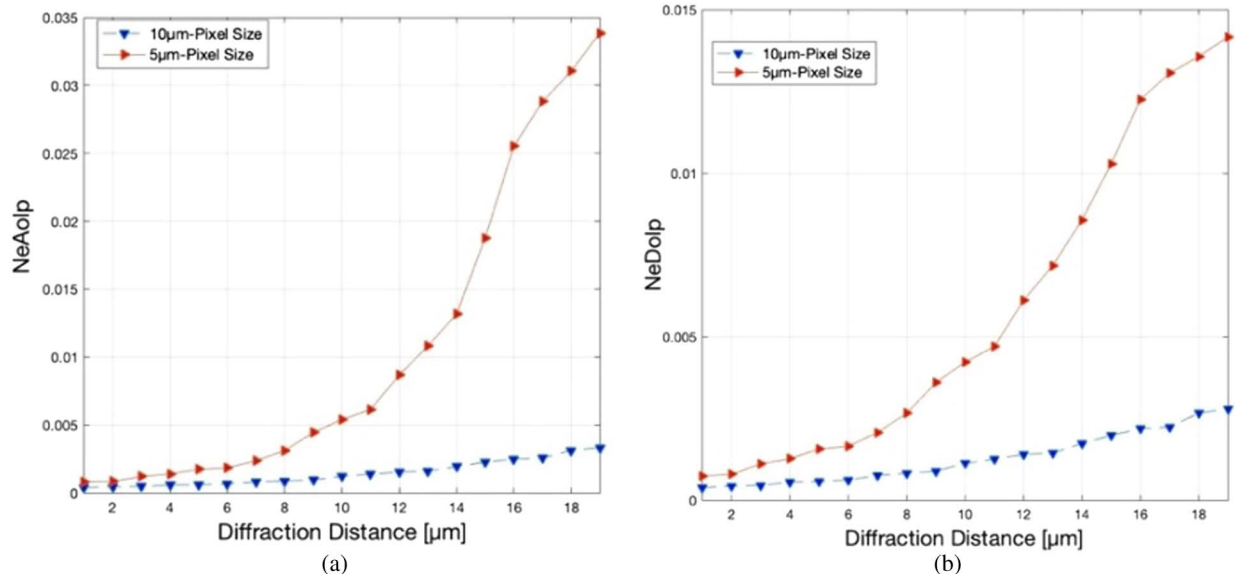 0.035
0.03
0.025
0.02
0.015
0.01
0.005
0
NeAolp
10µm-Pixel Size
5µm-Pixel Size
2 4 6 8 10 12 14 16 18
Diffraction Distance [µm]
(a)
0.015
0.01
0.005
0
NeDolp
10µm-Pixel Size
5µm-Pixel Size
2 4 6 8 10 12 14 16 18
Diffraction Distance [µm]
(b)